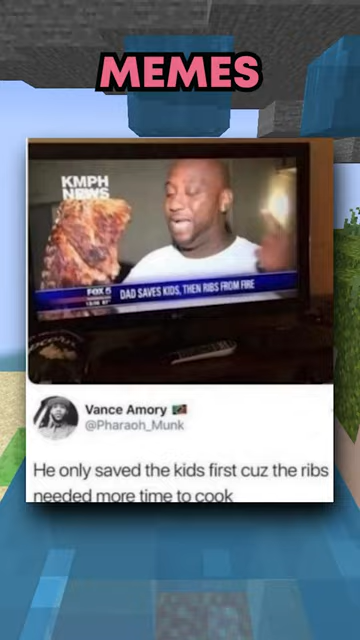 MEMES
KMPH
NEWS
FOX 5
DAD SAVES KIDS, THEN RIBS FROM FIRE
Vance Amory
@Pharaoh_Munk
He only saved the kids first cuz the ribs
needed more time to cook